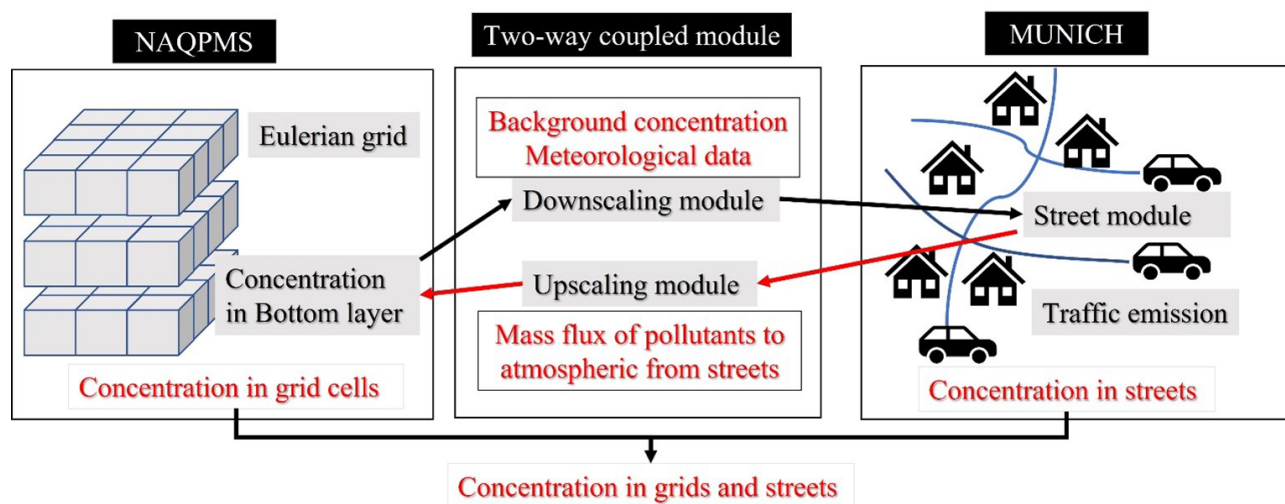 NAQPMS
Two-way coupled module
MUNICH
Eulerian grid
Concentration
in Bottom layer
Concentration in grid cells
Background concentration
Meteorological data
Downscaling module
Upscaling module
Mass flux of pollutants to
atmospheric from streets
Street module
Traffic emission
Concentration in streets
Concentration in grids and streets